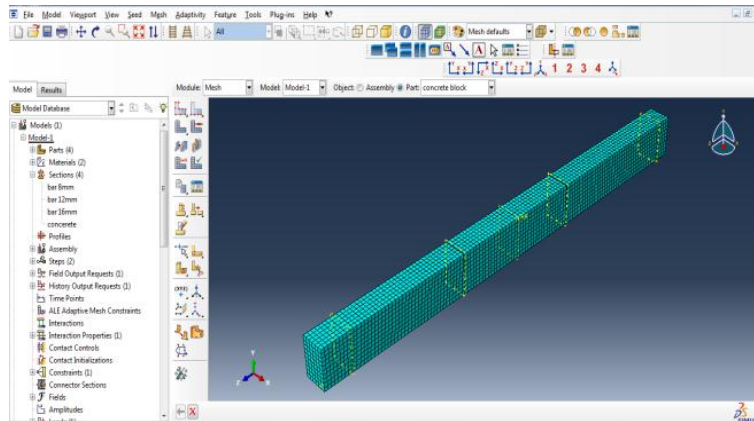 File Model Viewport View Seed Mesh Adaptivity Feature Tools Plug-ins Help
All
Mesh defaults
A
1 2 3 4
Model Results
Module: Mesh Model: Model-1 Object: Assembly Part: concrete block
Model Database
Models (1)
Model-1
Parts (4)
Materials (2)
Sections (4)
bar 8mm
bar 12mm
bar 16mm
concerete
Profiles
Assembly
Steps (2)
Field Output Requests (1)
History Output Requests (1)
Time Points
ALE Adaptive Mesh Constraints
Interactions
Interaction Properties (1)
Contact Controls
Contact Initializations
Constraints (1)
Connector Sections
Fields
Amplitudes
Y
Z X